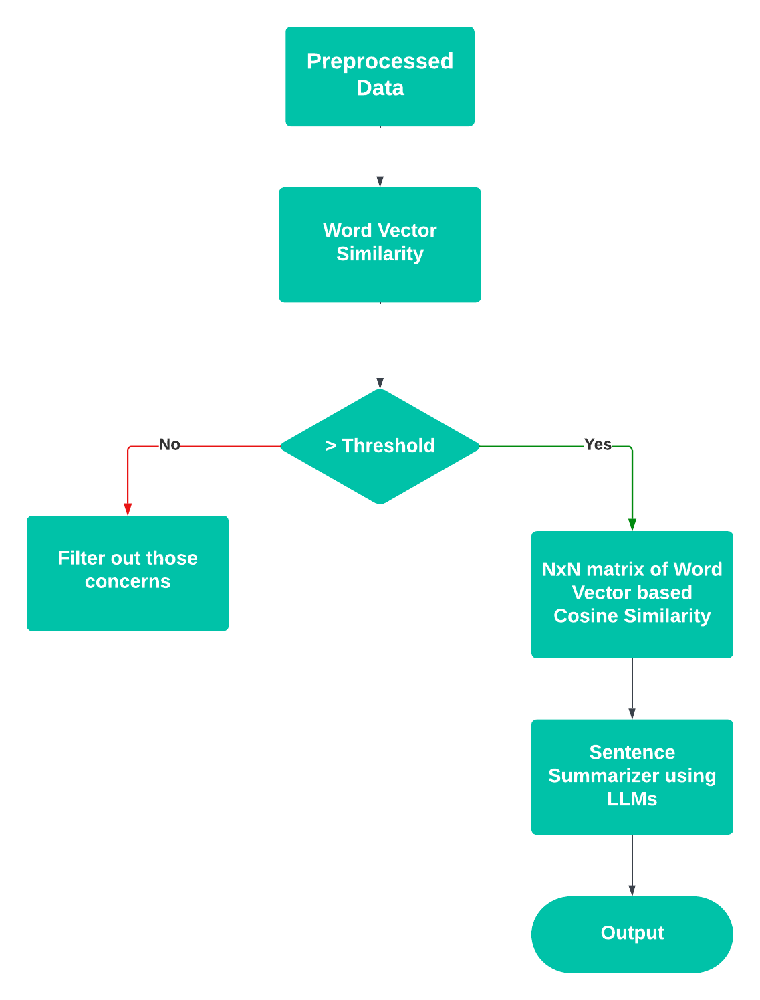 Preprocessed
Data
Word Vector
Similarity
> Threshold
No
Yes
Filter out those
concerns
NxN matrix of Word
Vector based
Cosine Similarity
Sentence
Summarizer using
LLMs
Output